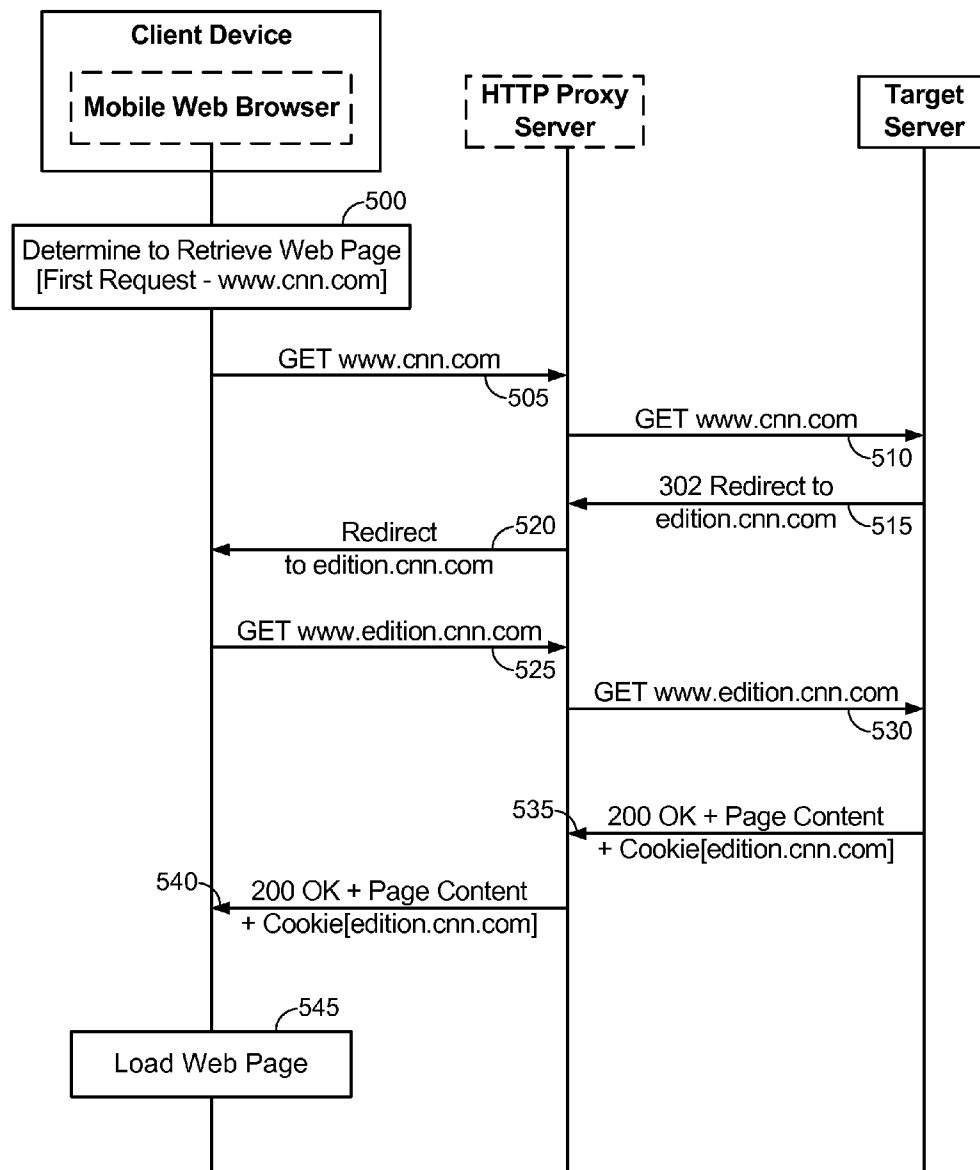 Client Device
Mobile Web Browser
HTTP Proxy
Server
Target
Server
500
Determine to Retrieve Web Page
[First Request - www.cnn.com]
GET www.cnn.com
505
GET www.cnn.com
510
302 Redirect to
edition.cnn.com
515
520
Redirect
to edition.cnn.com
GET www.edition.cnn.com
525
GET www.edition.cnn.com
530
535
200 OK + Page Content
+ Cookie[edition.cnn.com]
540
200 OK + Page Content
+ Cookie[edition.cnn.com]
545
Load Web Page